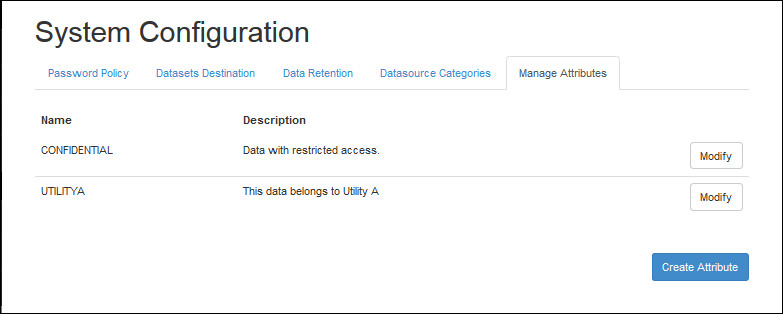 System Configuration
Password Policy Datasets Destination Data Retention Datasource Categories Manage Attributes
Name Description
CONFIDENTIAL Data with restricted access. Modify
UTILITYA This data belongs to Utility A Modify
Create Attribute